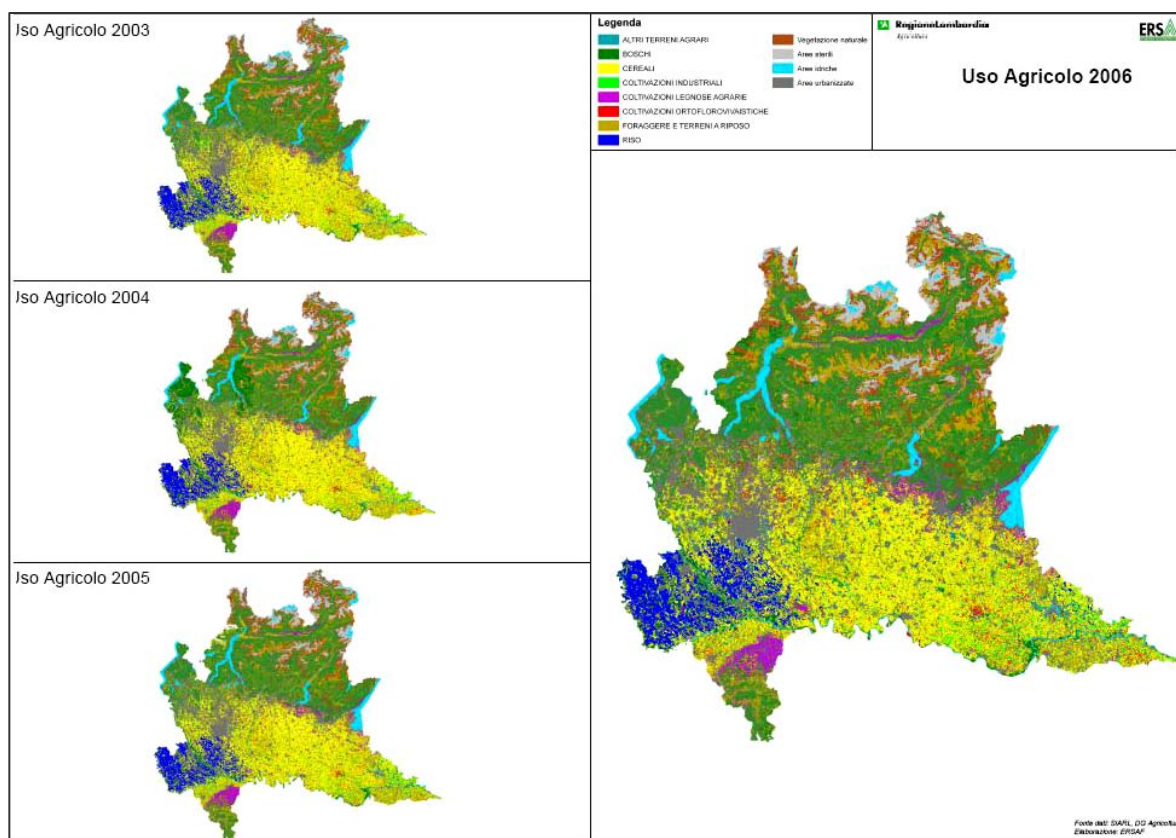 Uso Agricolo 2003
Uso Agricolo 2004
Uso Agricolo 2005
Legenda
ALTRI TERRENI AGRARI
BOSCHI
CEREALI
COLTIVAZIONI INDUSTRIALI
COLTIVAZIONI LEGNOSE AGRARIE
COLTIVAZIONI ORTOFLOROVIVAISTICHE
FORAGGERE E TERRENI A RIPOSO
RISO
Vegetazione naturale
Aree sterili
Aree idriche
Aree urbanizzate
RegioneLombardia
Agricoltura
ERSA
Uso Agricolo 2006
Fonte dati: SIARL, DG Agricoltu
Elaborazione: ERSAF